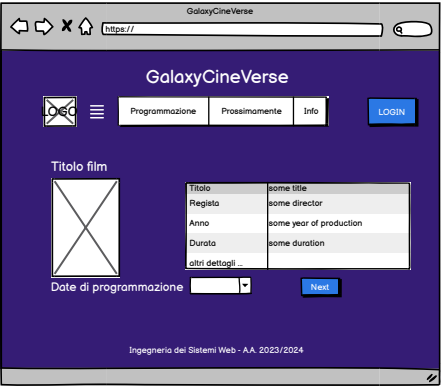 GalaxyCineVerse
https://
GalaxyCineVerse
LOGO
Programmazione Prossimamente Info
LOGIN
Titolo film
Titolo some title
Regista some director
Anno some year of production
Durata some duration
altri dettagli ...
Date di programmazione
Next
Ingegneria dei Sistemi Web - A.A. 2023/2024